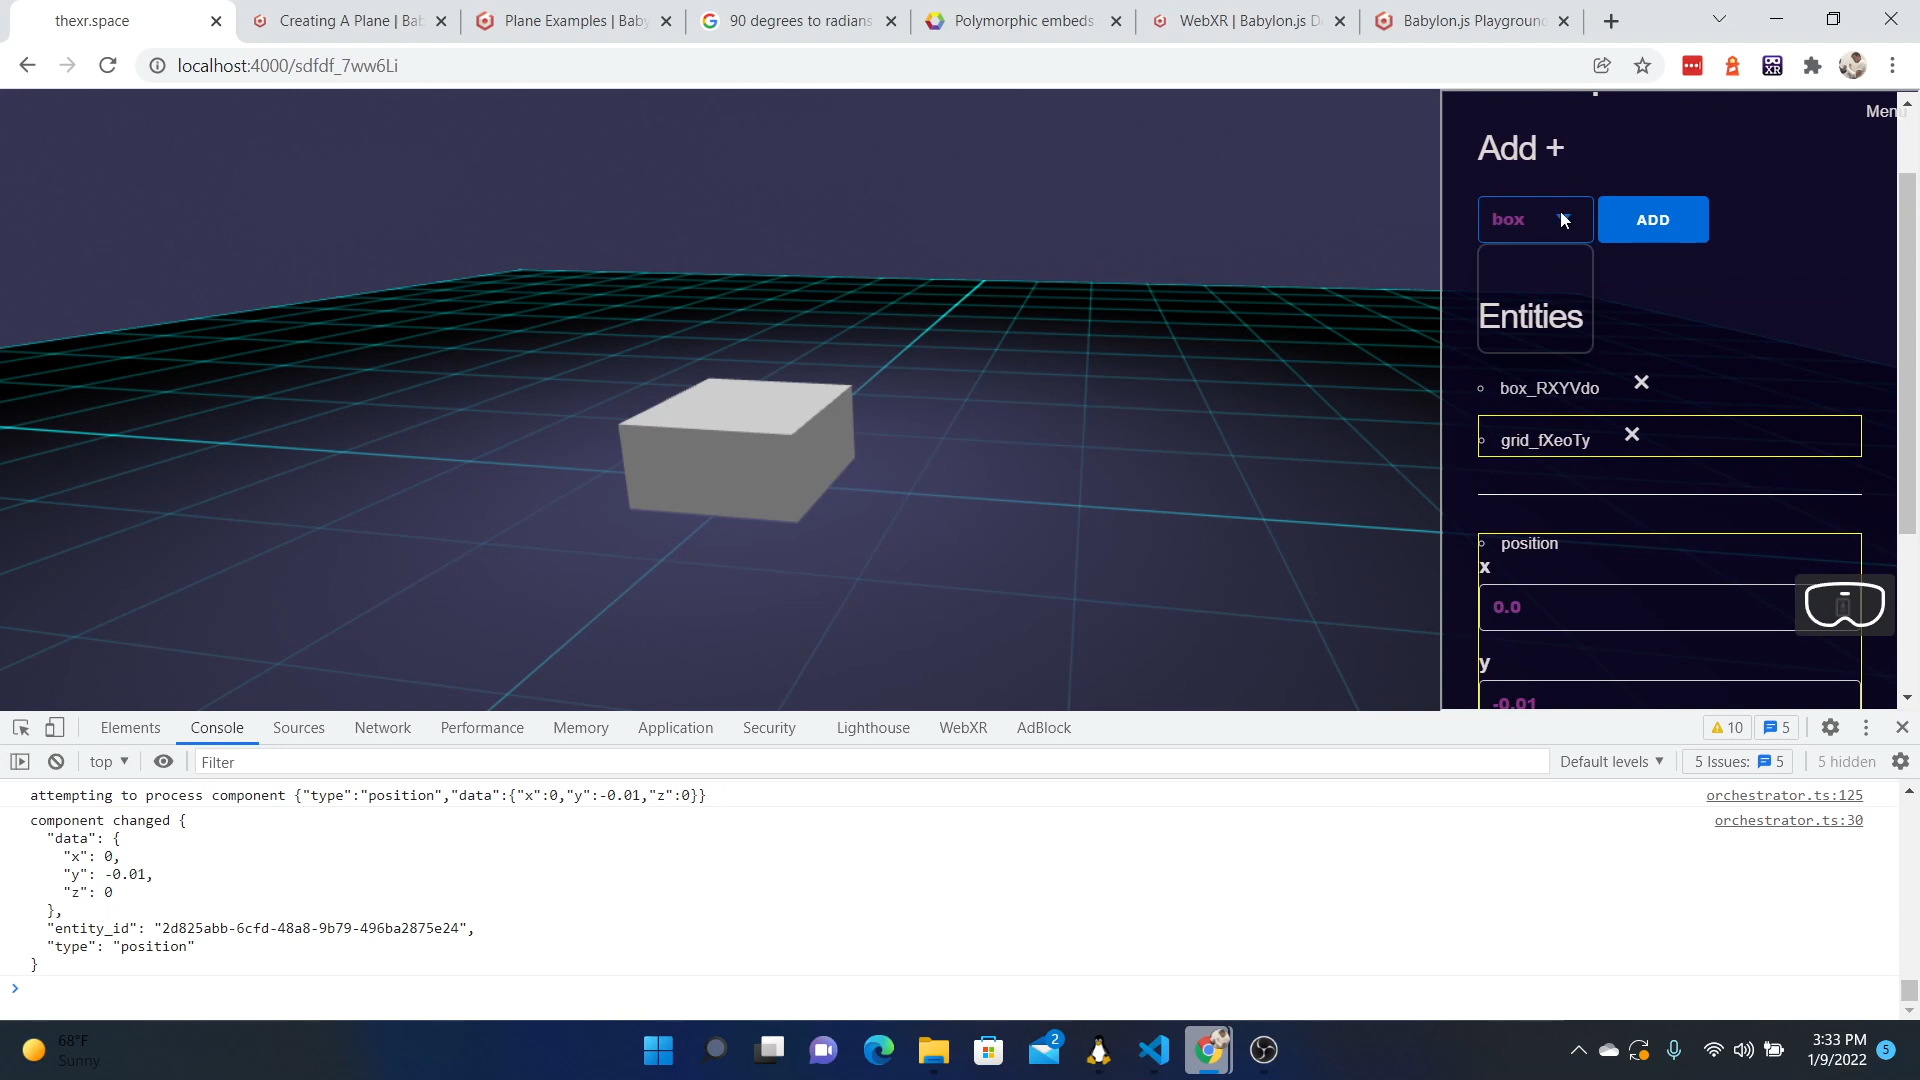 thexr.space
Creating A Plane | Bab
Plane Examples | Baby
90 degrees to radians
Polymorphic embeds
WebXR | Babylon.js D
Babylon.js Playground
localhost:4000/sdfdf_7ww6Li
Menu
Add +
box
ADD
Entities
box_RXYVdo
grid_fXeoTy
position
x
0.0
y
-0.01
Elements
Console
Sources
Network
Performance
Memory
Application
Security
Lighthouse
WebXR
AdBlock
10
5
top
Filter
Default levels
5 Issues:
5
5 hidden
attempting to process component {"type":"position","data":{"x":0,"y":-0.01,"z":0}}
orchestrator.ts:125
component changed {
orchestrator.ts:30
"data": {
"x": 0,
"y": -0.01,
"z": 0
},
"entity_id": "2d825abb-6cfd-48a8-9b79-496ba2875e24",
"type": "position"
}
68°F
Sunny
2
3:33 PM
1/9/2022
5